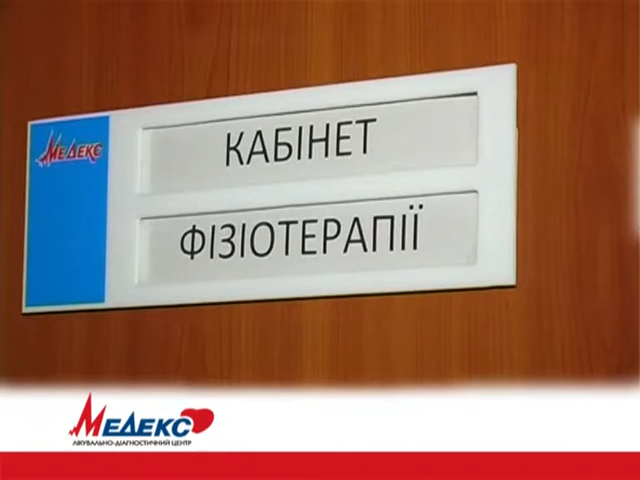 МЕДЕКС
КАБІНЕТ
ФІЗІОТЕРАПІЇ
МЕДЕКС
ЛІКУВАЛЬНО-ДІАГНОСТИЧНИЙ ЦЕНТР